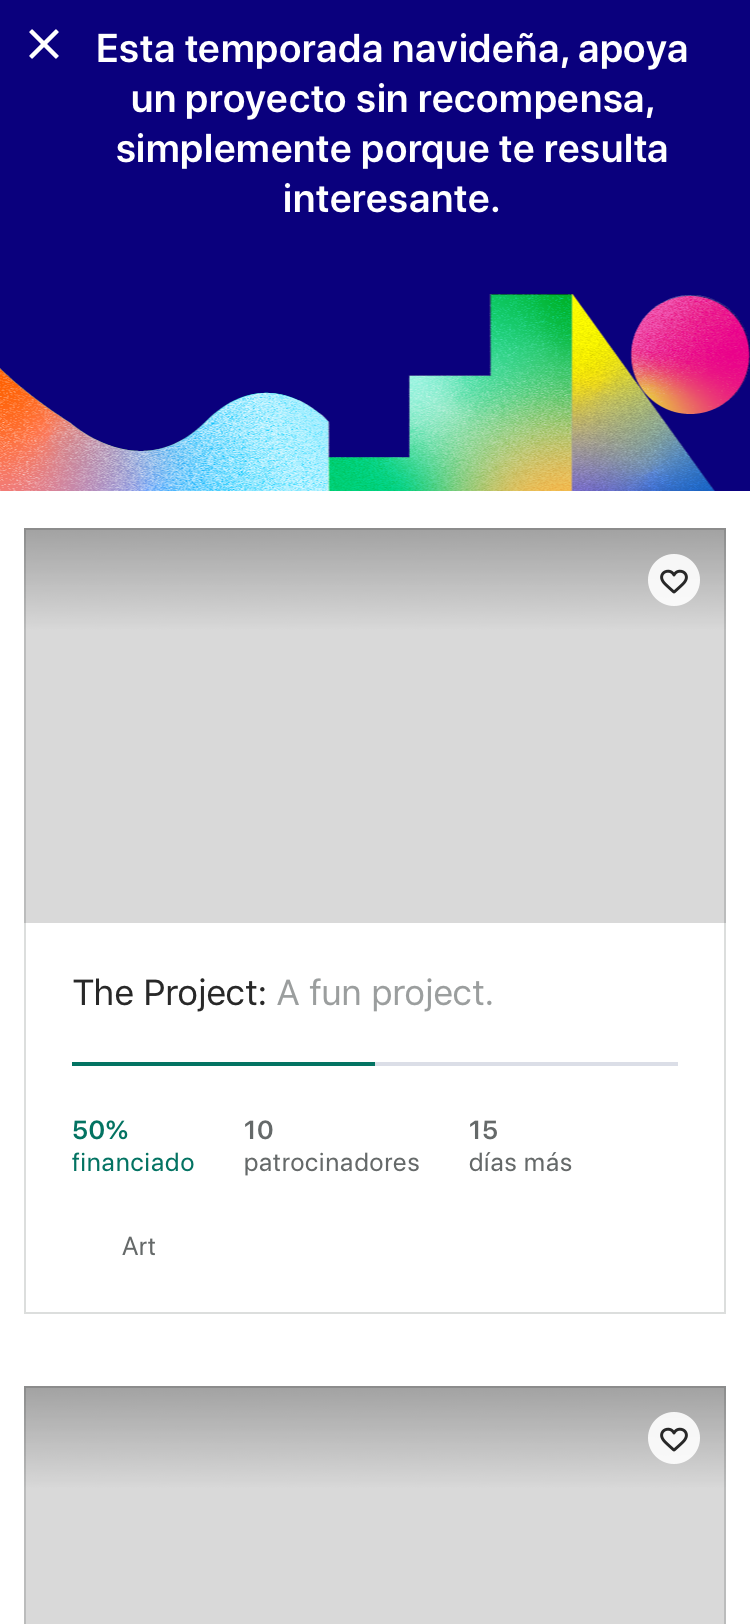 Esta temporada navideña, apoya
un proyecto sin recompensa,
simplemente porque te resulta
interesante.
The Project: A fun project.
50%
financiado
10
patrocinadores
15
días más
Art